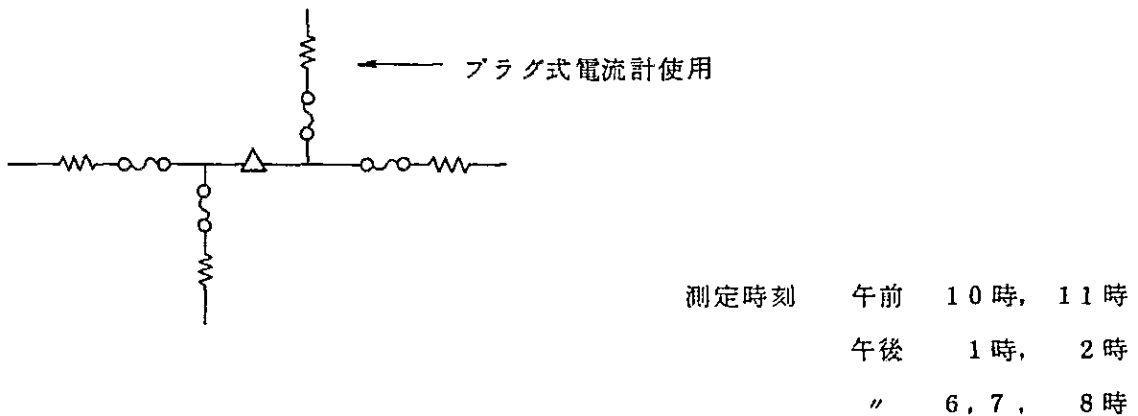 プラグ式電流計使用
測定時刻 午前 10時, 11時
午後 1時, 2時
〃 6, 7, 8時